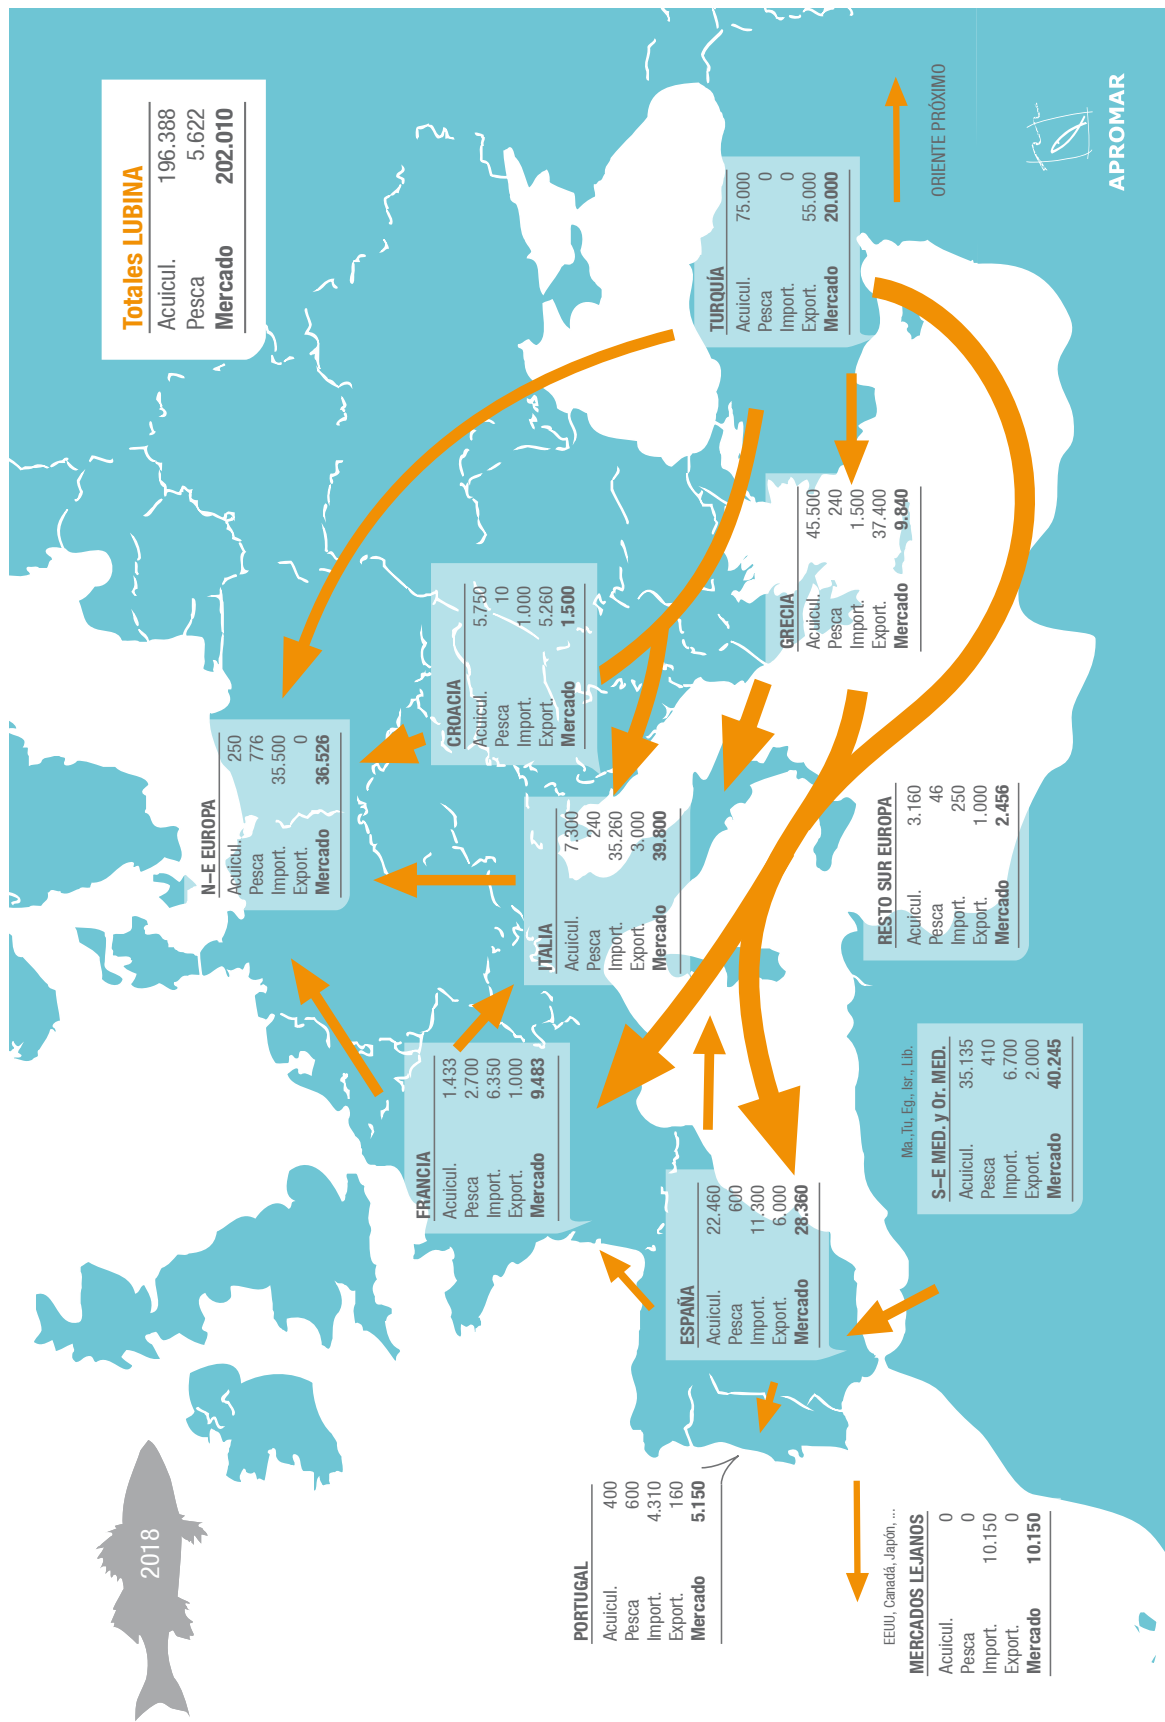 2018
Totales LUBINA
Acuicul. 196.388
Pesca 5.622
Mercado 202.010
N–E EUROPA
Acuicul. 250
Pesca 776
Import. 35.500
Export. 0
Mercado 36.526
FRANCIA
Acuicul. 1.433
Pesca 2.700
Import. 6.350
Export. 1.000
Mercado 9.483
CROACIA
Acuicul. 5.750
Pesca 10
Import. 1.000
Export. 5.260
Mercado 1.500
ITALIA
Acuicul. 7.300
Pesca 240
Import. 35.260
Export. 3.000
Mercado 39.800
PORTUGAL
Acuicul. 400
Pesca 600
Import. 4.310
Export. 160
Mercado 5.150
ESPAÑA
Acuicul. 22.460
Pesca 600
Import. 11.300
Export. 6.000
Mercado 28.360
GRECIA
Acuicul. 45.500
Pesca 240
Import. 1.500
Export. 37.400
Mercado 9.840
TURQUÍA
Acuicul. 75.000
Pesca 0
Import. 0
Export. 55.000
Mercado 20.000
RESTO SUR EUROPA
Acuicul. 3.160
Pesca 46
Import. 250
Export. 1.000
Mercado 2.456
EEUU, Canadá, Japón, ...
MERCADOS LEJANOS
Acuicul. 0
Pesca 0
Import. 10.150
Export. 0
Mercado 10.150
Ma.,Tu, Eg., Isr., Lib.
S–E MED. y Or. MED.
Acuicul. 35.135
Pesca 410
Import. 6.700
Export. 2.000
Mercado 40.245
ORIENTE PRÓXIMO
APROMAR